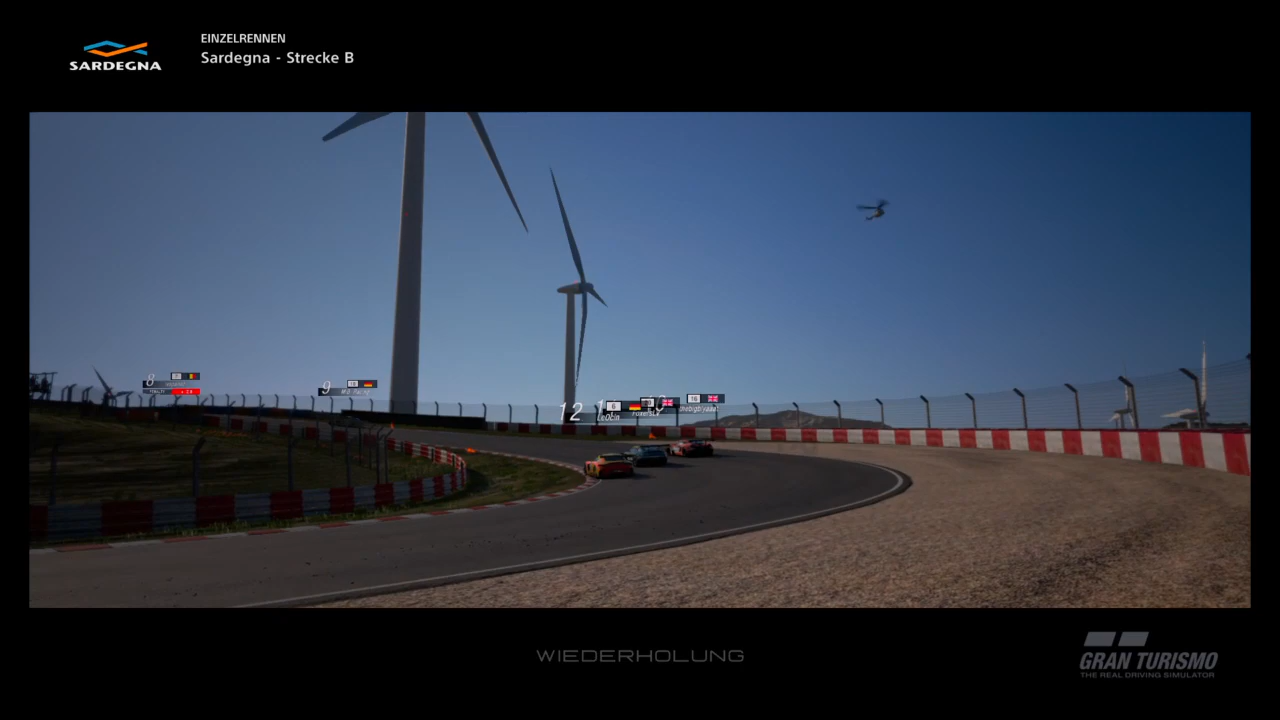 EINZELRENNEN
SARDEGNA
Sardegna - Strecke B
8
9
12
WIEDERHOLUNG
GRAN TURISMO
THE REAL DRIVING SIMULATOR